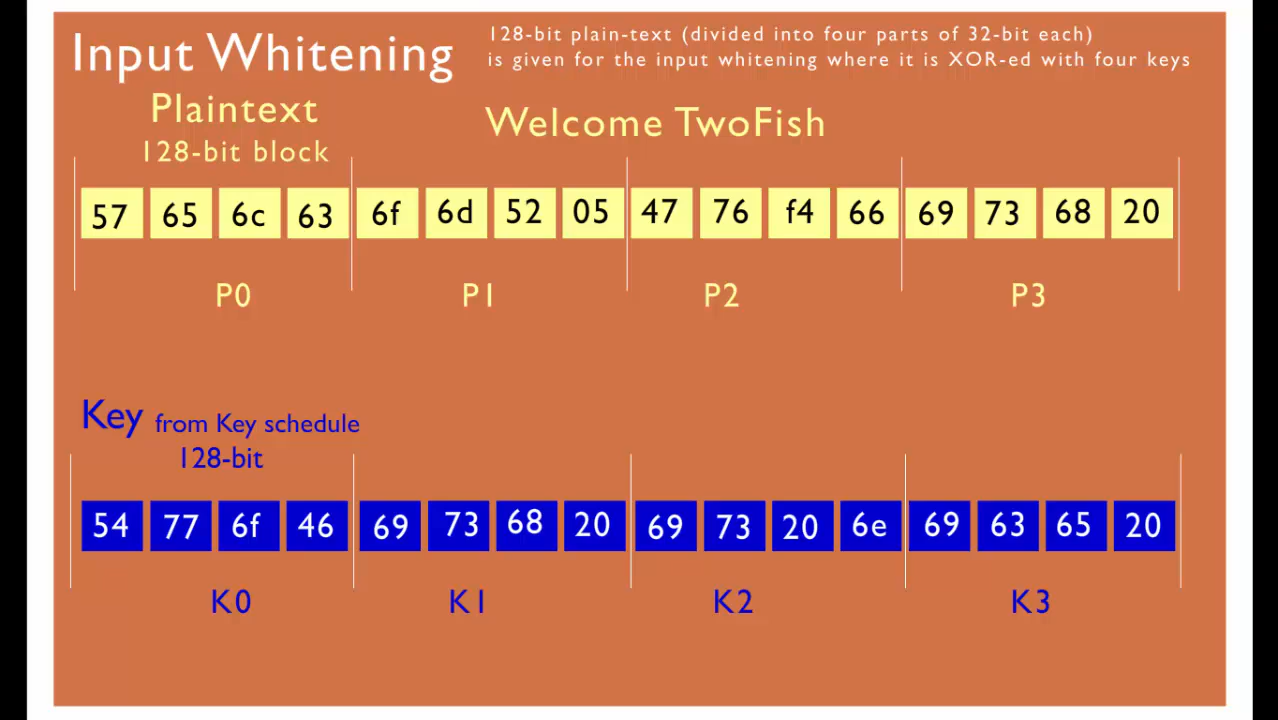 Input Whitening
128-bit plain-text (divided into four parts of 32-bit each)
is given for the input whitening where it is XOR-ed with four keys
Plaintext
128-bit block
Welcome TwoFish
57 65 6c 63 6f 6d 52 05 47 76 f4 66 69 73 68 20
P0 P1 P2 P3
Key from Key schedule
128-bit
54 77 6f 46 69 73 68 20 69 73 20 6e 69 63 65 20
K0 K1 K2 K3